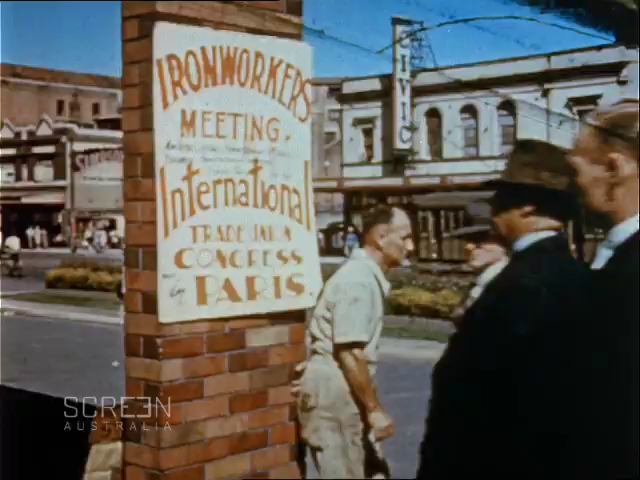 IRONWORKERS
MEETING.
International
TRADE UNION
CONGRESS
PARIS.
CIVIC
SCREEN
AUSTRALIA